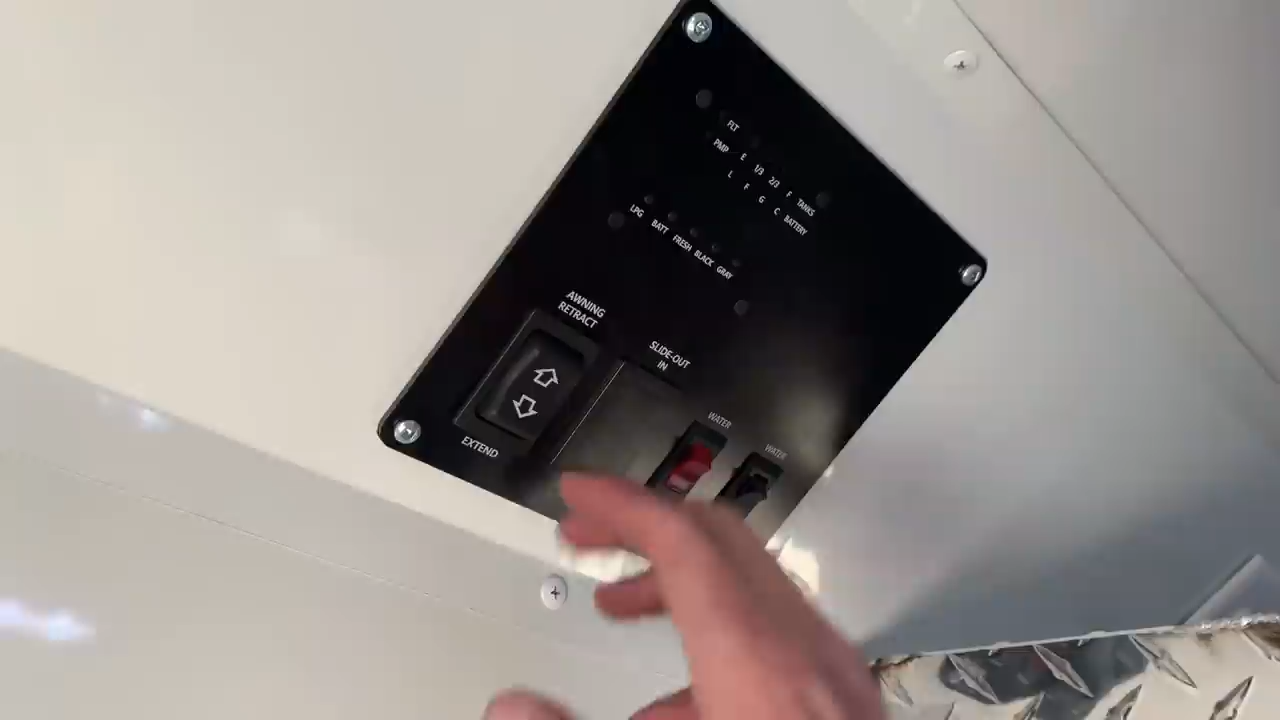 FLT
PMP E 1/3 2/3 F TANKS
L F G C BATTERY
LPG BATT FRESH BLACK GRAY
AWNING
RETRACT
EXTEND
SLIDE-OUT
IN
WATER
WATER